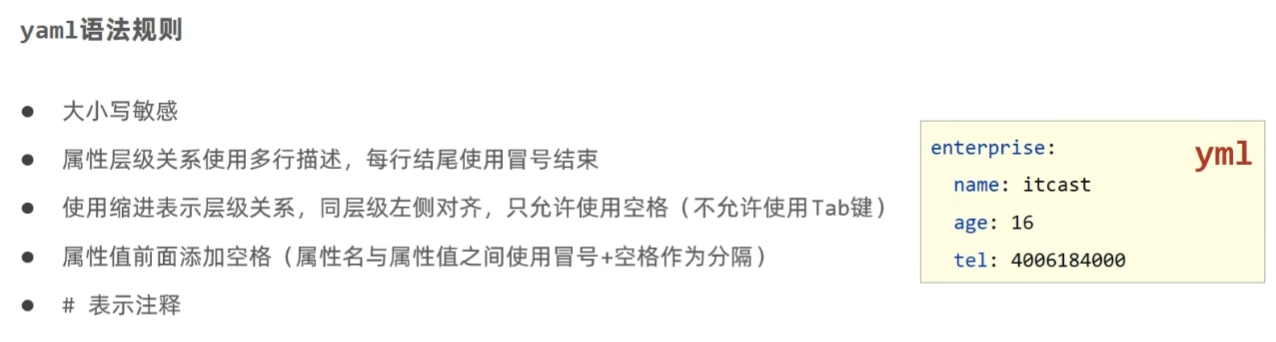 yaml语法规则
● 大小写敏感
● 属性层级关系使用多行描述，每行结尾使用冒号结束
● 使用缩进表示层级关系，同层级左侧对齐，只允许使用空格（不允许使用Tab键）
● 属性值前面添加空格（属性名与属性值之间使用冒号+空格作为分隔）
● # 表示注释
yml
enterprise:
  name: itcast
  age: 16
  tel: 4006184000